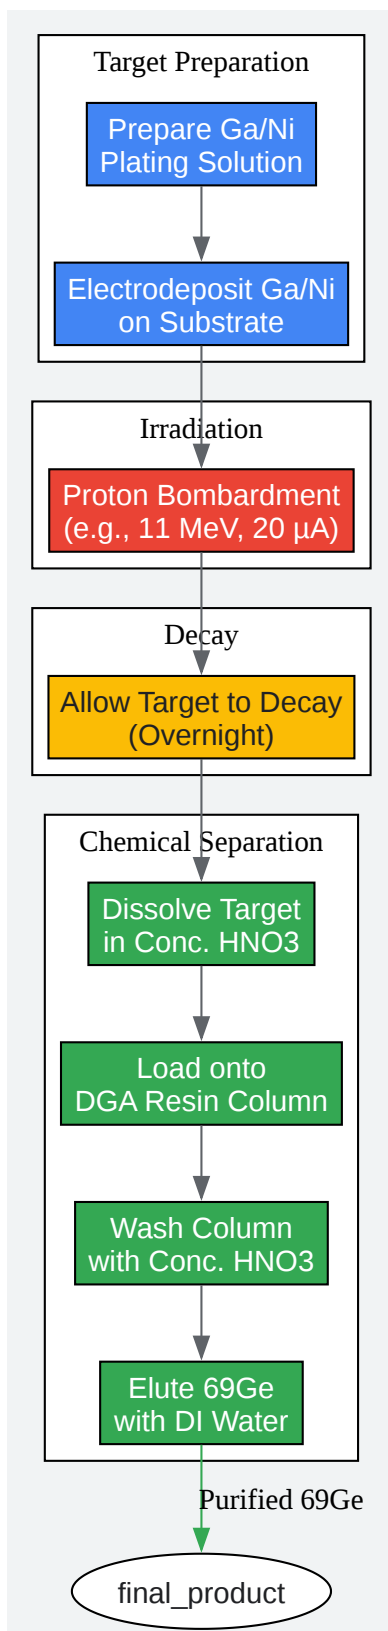 Target Preparation
Prepare Ga/Ni
Plating Solution
Electrodeposit Ga/Ni
on Substrate
Irradiation
Proton Bombardment
(e.g., 11 MeV, 20 µA)
Decay
Allow Target to Decay
(Overnight)
Chemical Separation
Dissolve Target
in Conc. HNO3
Load onto
DGA Resin Column
Wash Column
with Conc. HNO3
Elute 69Ge
with DI Water
Purified 69Ge
final_product